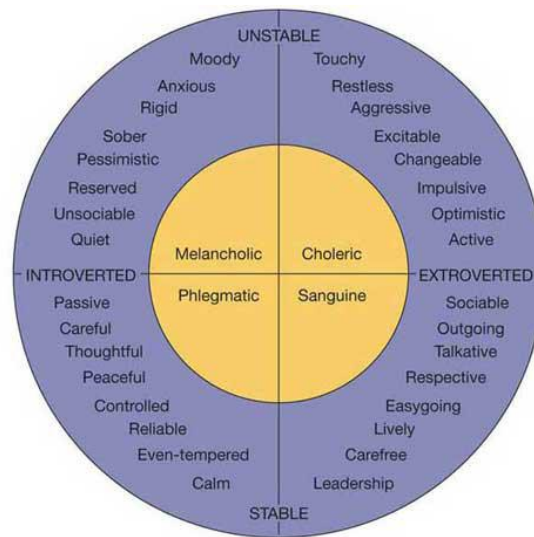 UNSTABLE
Moody Touchy
Anxious Restless
Rigid Aggressive
Sober Excitable
Pessimistic Changeable
Reserved Impulsive
Unsociable Optimistic
Quiet Active
Melancholic Choleric
INTROVERTED EXTROVERTED
Phlegmatic Sanguine
Passive Sociable
Careful Outgoing
Thoughtful Talkative
Peaceful Respective
Controlled Easygoing
Reliable Lively
Even-tempered Carefree
Calm Leadership
STABLE